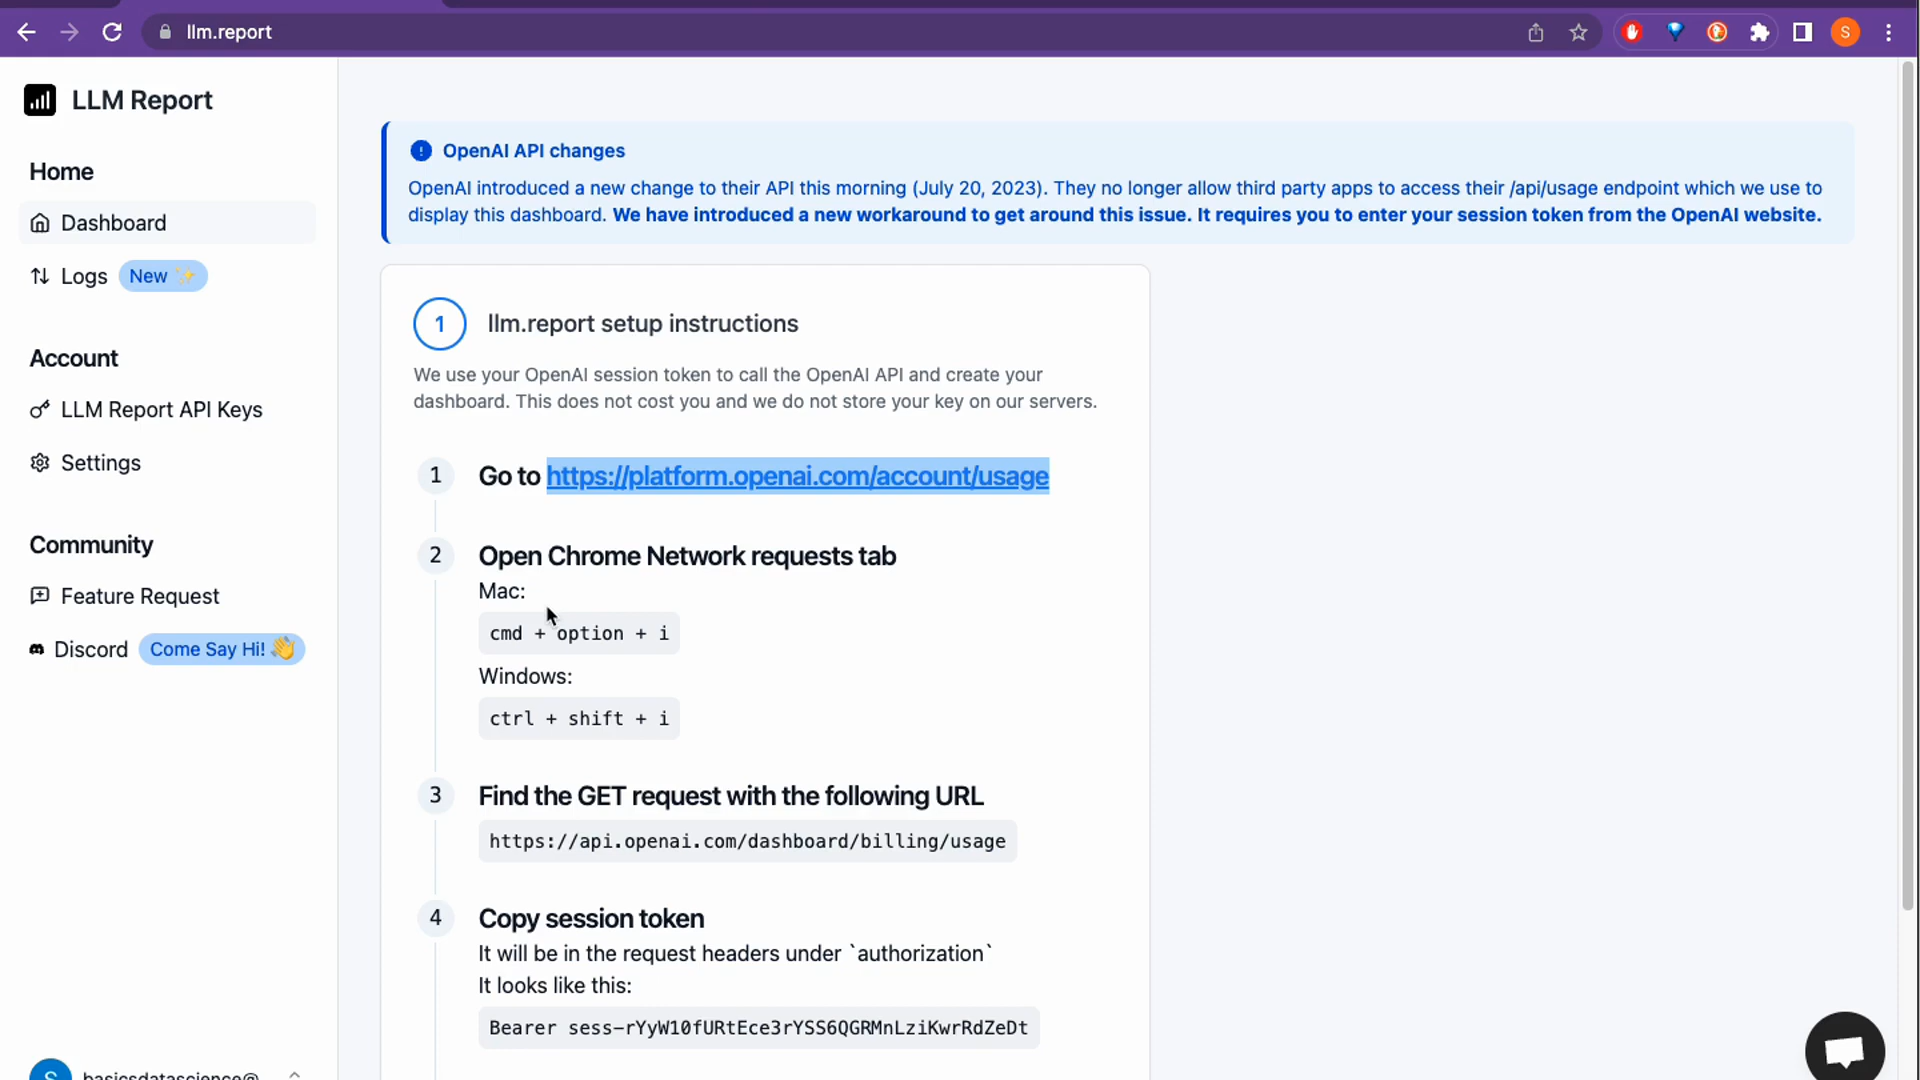 llm.report
S
LLM Report
Home
Dashboard
Logs New ✨
Account
LLM Report API Keys
Settings
Community
Feature Request
Discord Come Say Hi! 👋
S basicsdatascience@
OpenAI API changes
OpenAI introduced a new change to their API this morning (July 20, 2023). They no longer allow third party apps to access their /api/usage endpoint which we use to
display this dashboard. We have introduced a new workaround to get around this issue. It requires you to enter your session token from the OpenAI website.
1 llm.report setup instructions
We use your OpenAI session token to call the OpenAI API and create your
dashboard. This does not cost you and we do not store your key on our servers.
1 Go to https://platform.openai.com/account/usage
2 Open Chrome Network requests tab
Mac:
cmd + option + i
Windows:
ctrl + shift + i
3 Find the GET request with the following URL
https://api.openai.com/dashboard/billing/usage
4 Copy session token
It will be in the request headers under `authorization`
It looks like this:
Bearer sess-rYyW10fURtEce3rYSS6QGRMnLziKwrRdZeDt